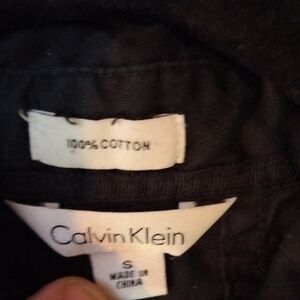 100% COTTON
Calvin Klein
S
MADE IN
CHINA